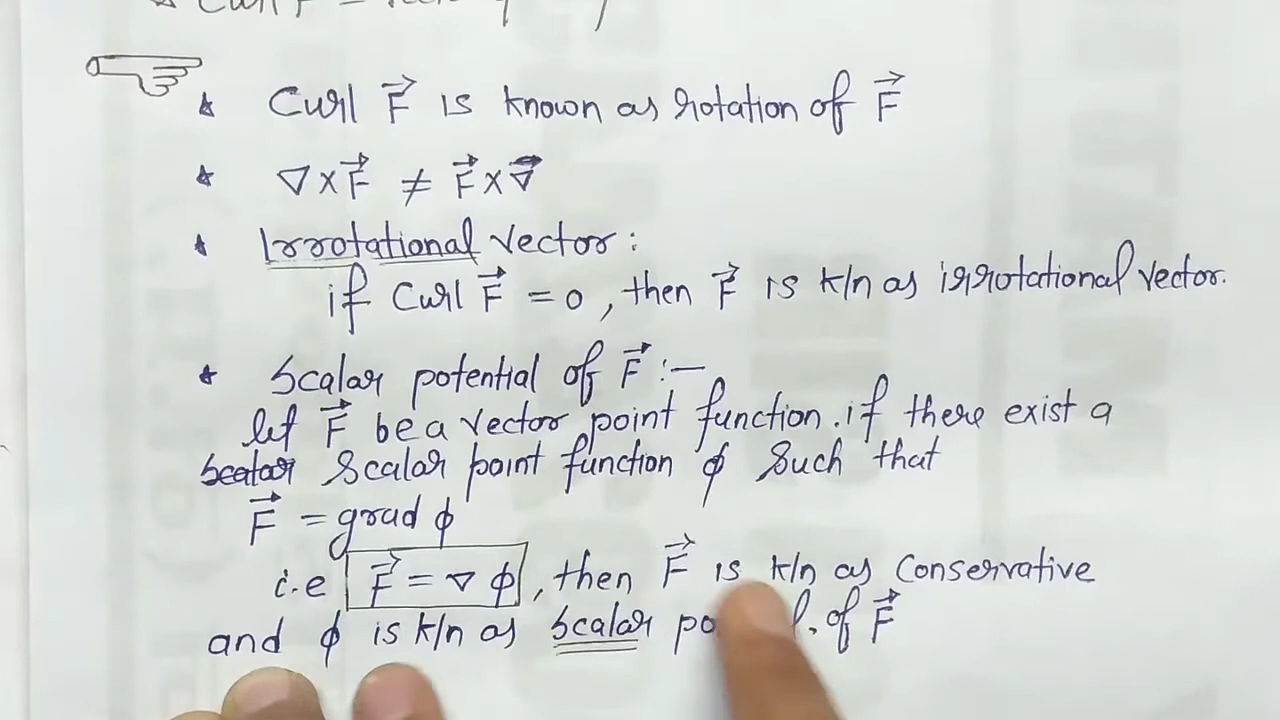 ★ Curl F⃗ is known as rotation of F⃗
★ ∇×F⃗ ≠ F⃗×∇⃗
★ Irrotational vector:
if Curl F⃗ = 0, then F⃗ is k/n as irrotational vector.
★ Scalar potential of F⃗ :–
let F⃗ be a vector point function. if there exist a
scalar point function ϕ such that
F⃗ = grad ϕ
i.e F⃗ = ∇ ϕ, then F⃗ is k/n as conservative
and ϕ is k/n as scalar of F⃗